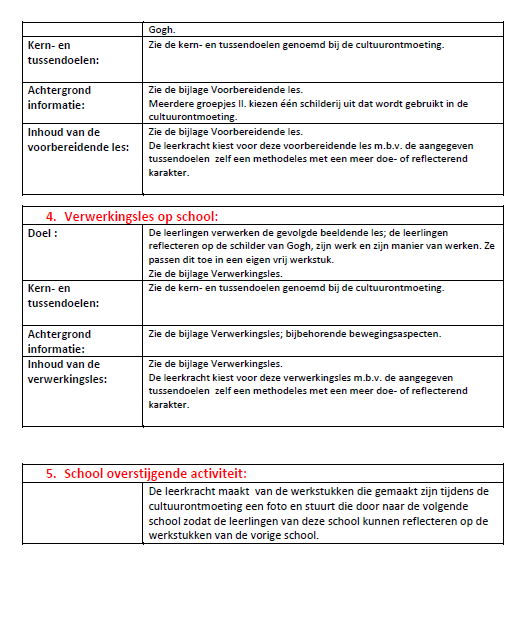 Gogh.
Kern- en
tussendoelen:
Zie de kern- en tussendoelen genoemd bij de cultuurontmoeting.
Achtergrond
informatie:
Zie de bijlage Voorbereidende les.
Meerdere groepjes ll. kiezen één schilderij uit dat wordt gebruikt in de
cultuurontmoeting.
Inhoud van de
voorbereidende les:
Zie de bijlage Voorbereidende les.
De leerkracht kiest voor deze voorbereidende les m.b.v. de aangegeven
tussendoelen zelf een methodeles met een meer doe- of reflecterend
karakter.
4. Verwerkingsles op school:
Doel :
De leerlingen verwerken de gevolgde beeldende les; de leerlingen
reflecteren op de schilder van Gogh, zijn werk en zijn manier van werken. Ze
passen dit toe in een eigen vrij werkstuk.
Zie de bijlage Verwerkingsles.
Kern- en
tussendoelen:
Zie de kern- en tussendoelen genoemd bij de cultuurontmoeting.
Achtergrond
informatie:
Zie de bijlage Verwerkingsles; bijbehorende bewegingsaspecten.
Inhoud van de
verwerkingsles:
Zie de bijlage Verwerkingsles.
De leerkracht kiest voor deze verwerkingsles m.b.v. de aangegeven
tussendoelen zelf een methodeles met een meer doe- of reflecterend
karakter.
5. School overstijgende activiteit:
De leerkracht maakt van de werkstukken die gemaakt zijn tijdens de
cultuurontmoeting een foto en stuurt die door naar de volgende
school zodat de leerlingen van deze school kunnen reflecteren op de
werkstukken van de vorige school.